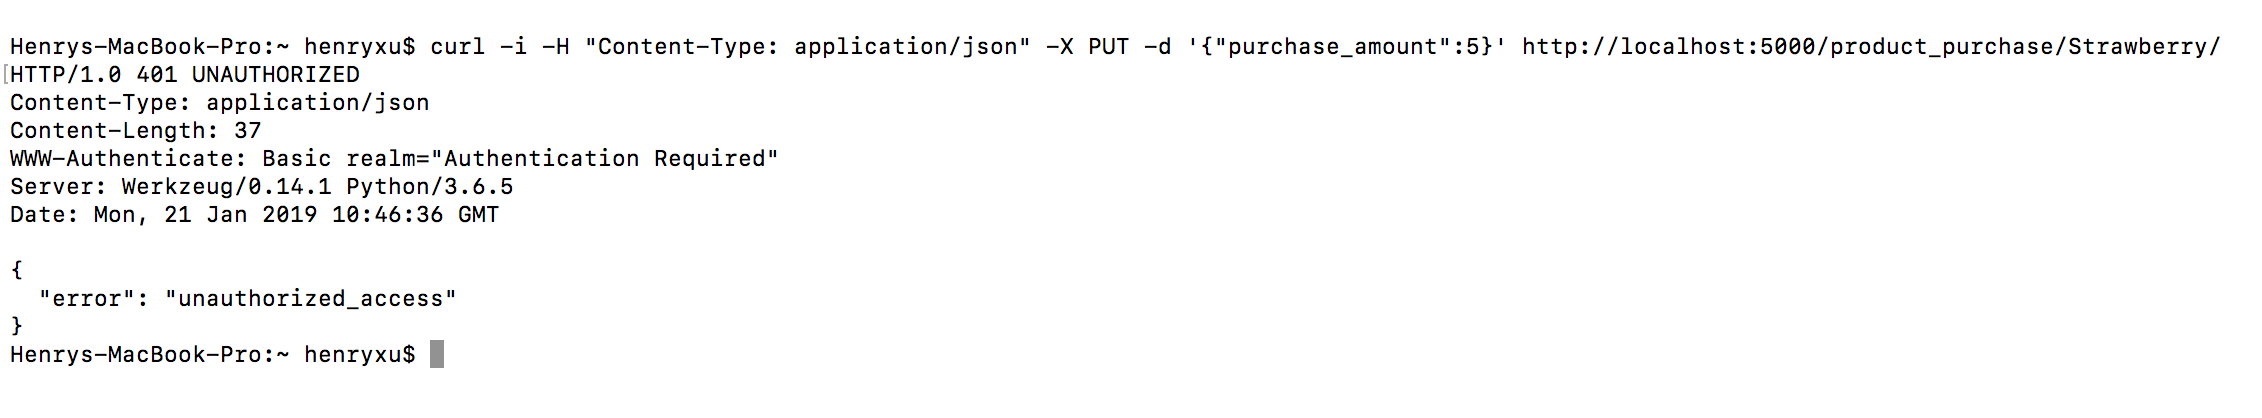 Henrys-MacBook-Pro:~ henryxu$ curl -i -H "Content-Type: application/json" -X PUT -d '{"purchase_amount":5}' http://localhost:5000/product_purchase/Strawberry/
[HTTP/1.0 401 UNAUTHORIZED
Content-Type: application/json
Content-Length: 37
WWW-Authenticate: Basic realm="Authentication Required"
Server: Werkzeug/0.14.1 Python/3.6.5
Date: Mon, 21 Jan 2019 10:46:36 GMT

{
  "error": "unauthorized_access"
}
Henrys-MacBook-Pro:~ henryxu$